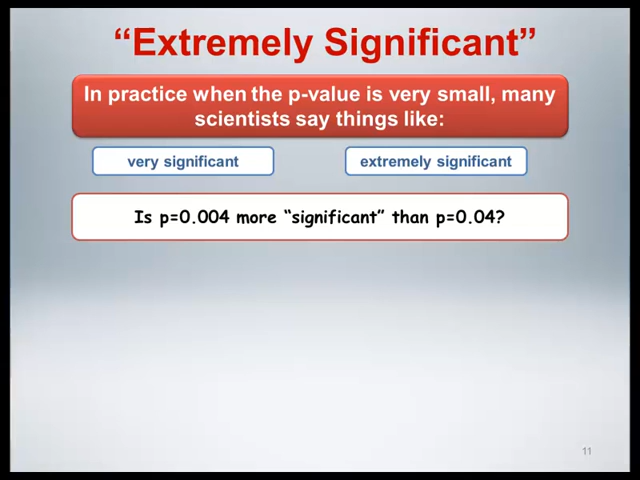 “Extremely Significant”
In practice when the p-value is very small, many
scientists say things like:
very significant
extremely significant
Is p=0.004 more “significant” than p=0.04?
11